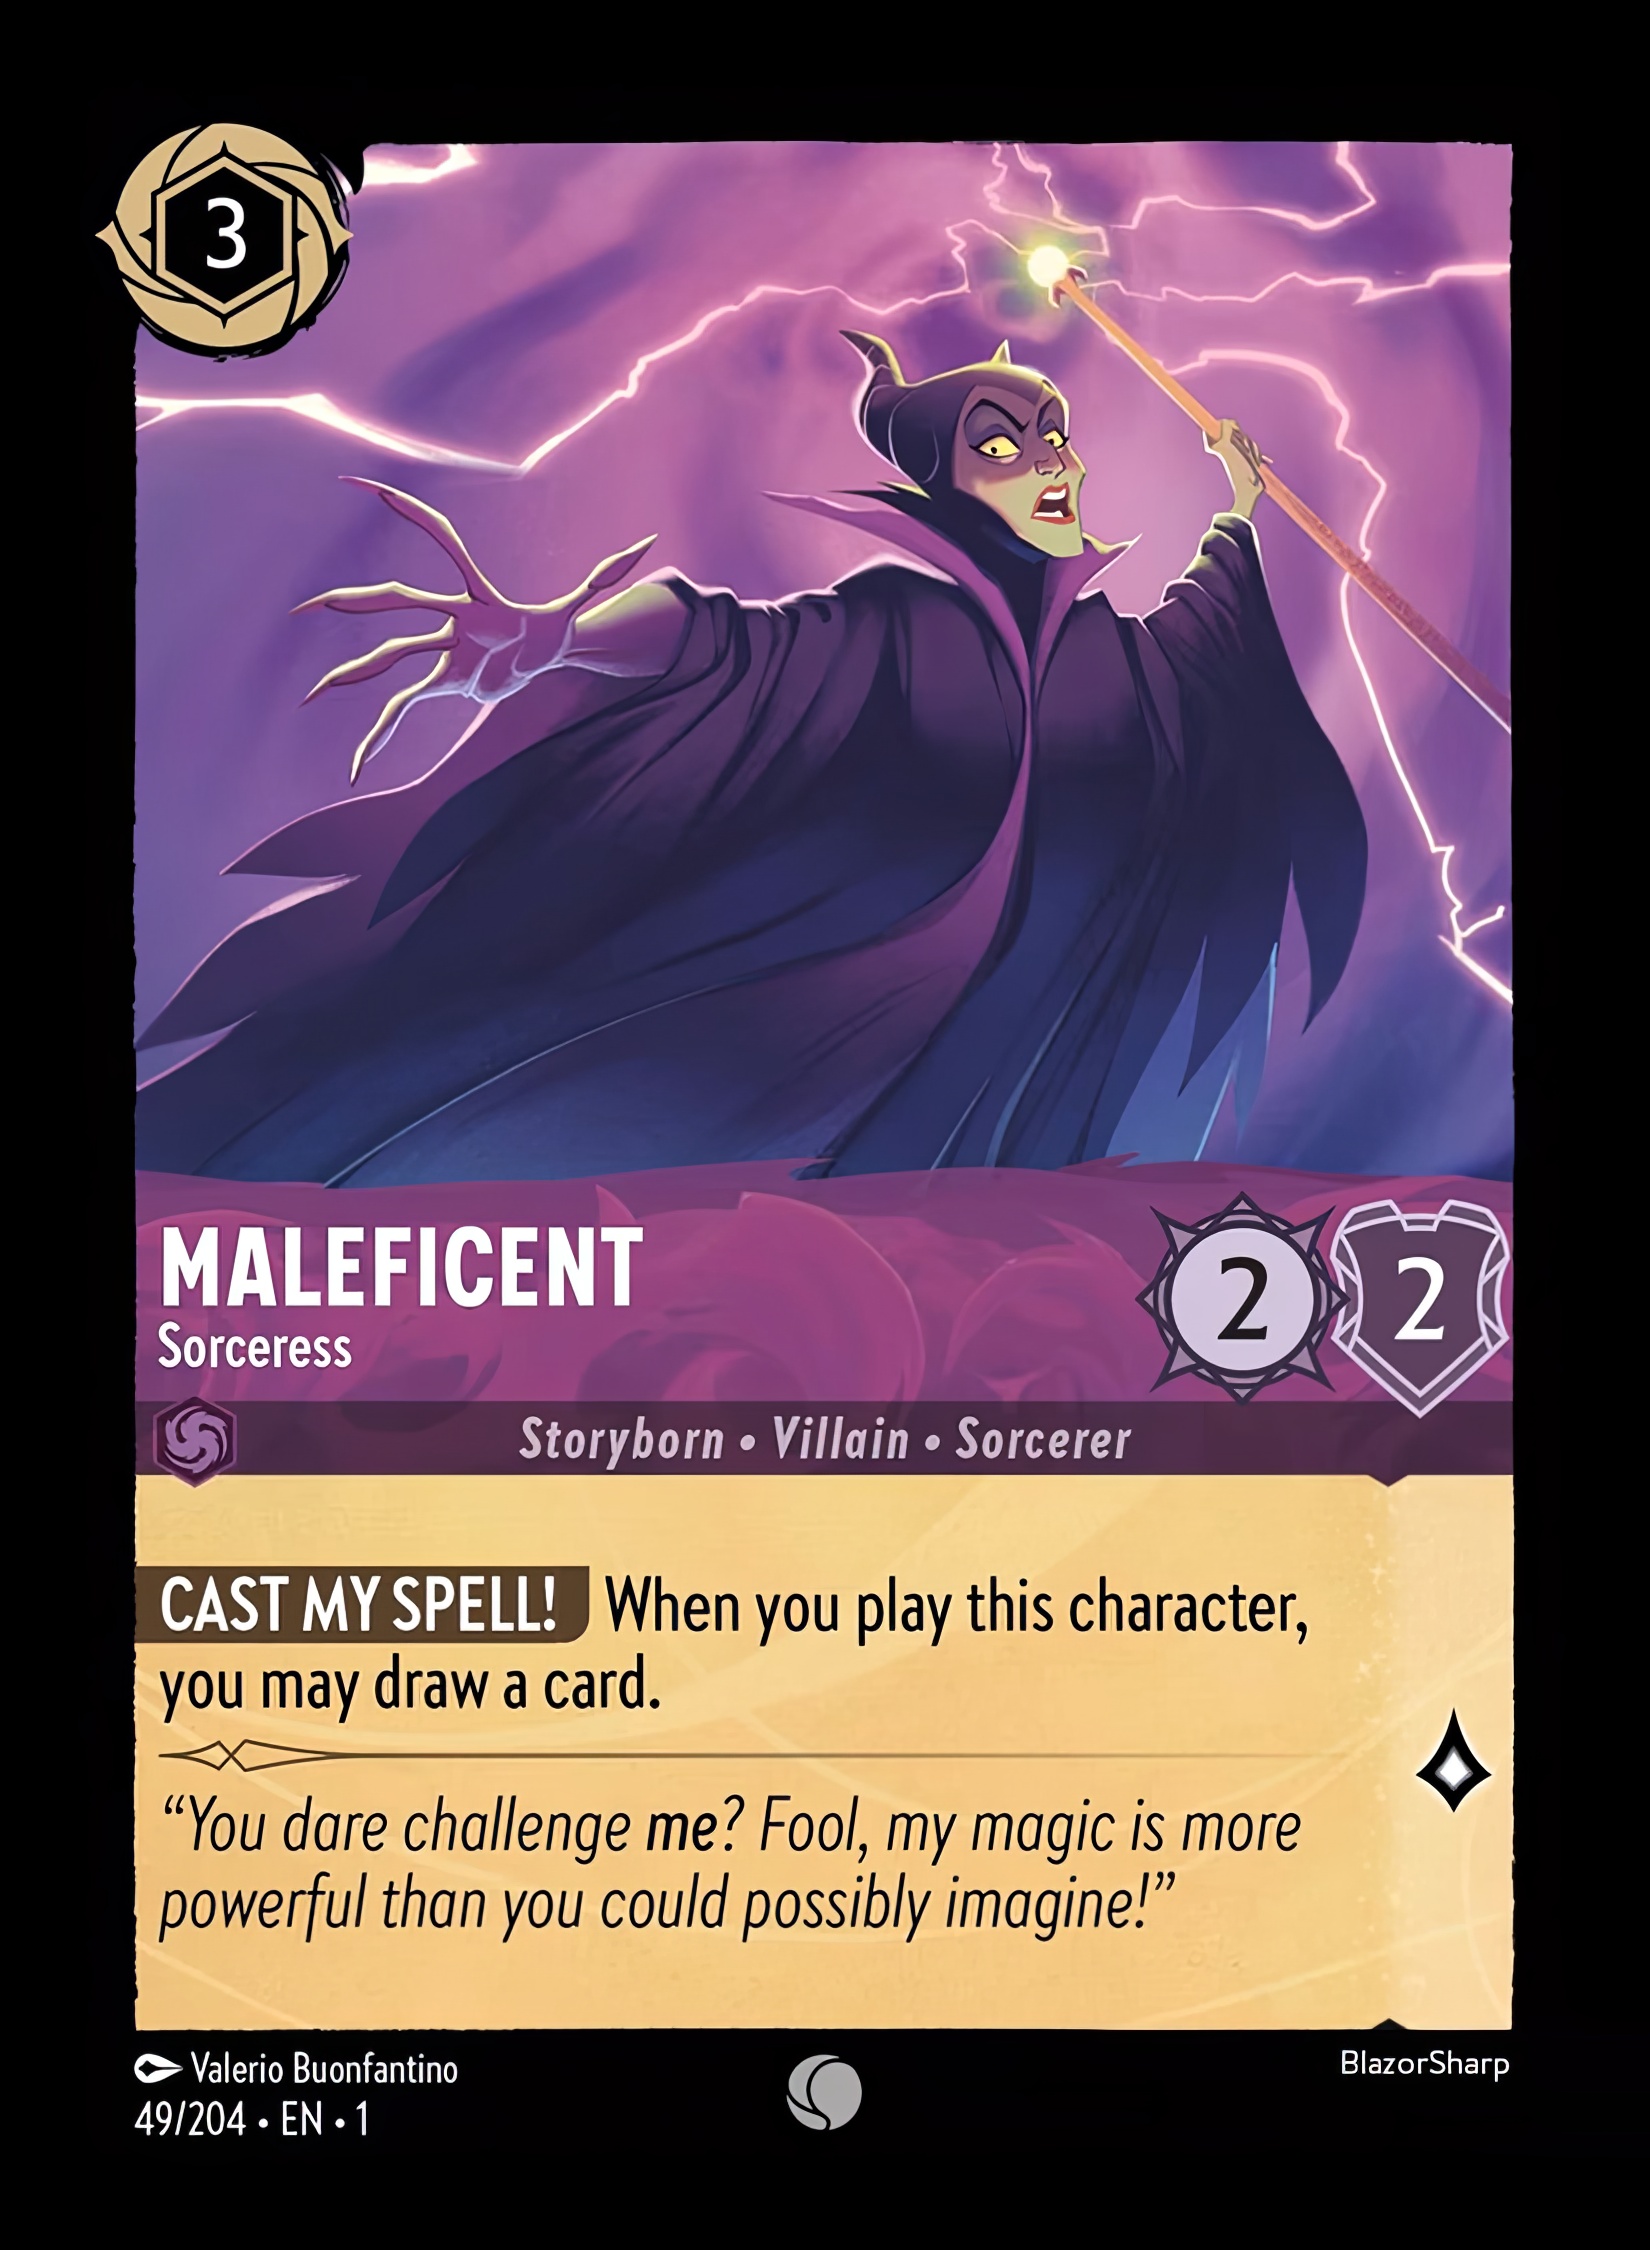 3
MALEFICENT
Sorceress
2
2
Storyborn • Villain • Sorcerer
CAST MY SPELL! When you play this character,
you may draw a card.
“You dare challenge me? Fool, my magic is more
powerful than you could possibly imagine!”
Valerio Buonfantino
BlazorSharp
49/204 • EN • 1